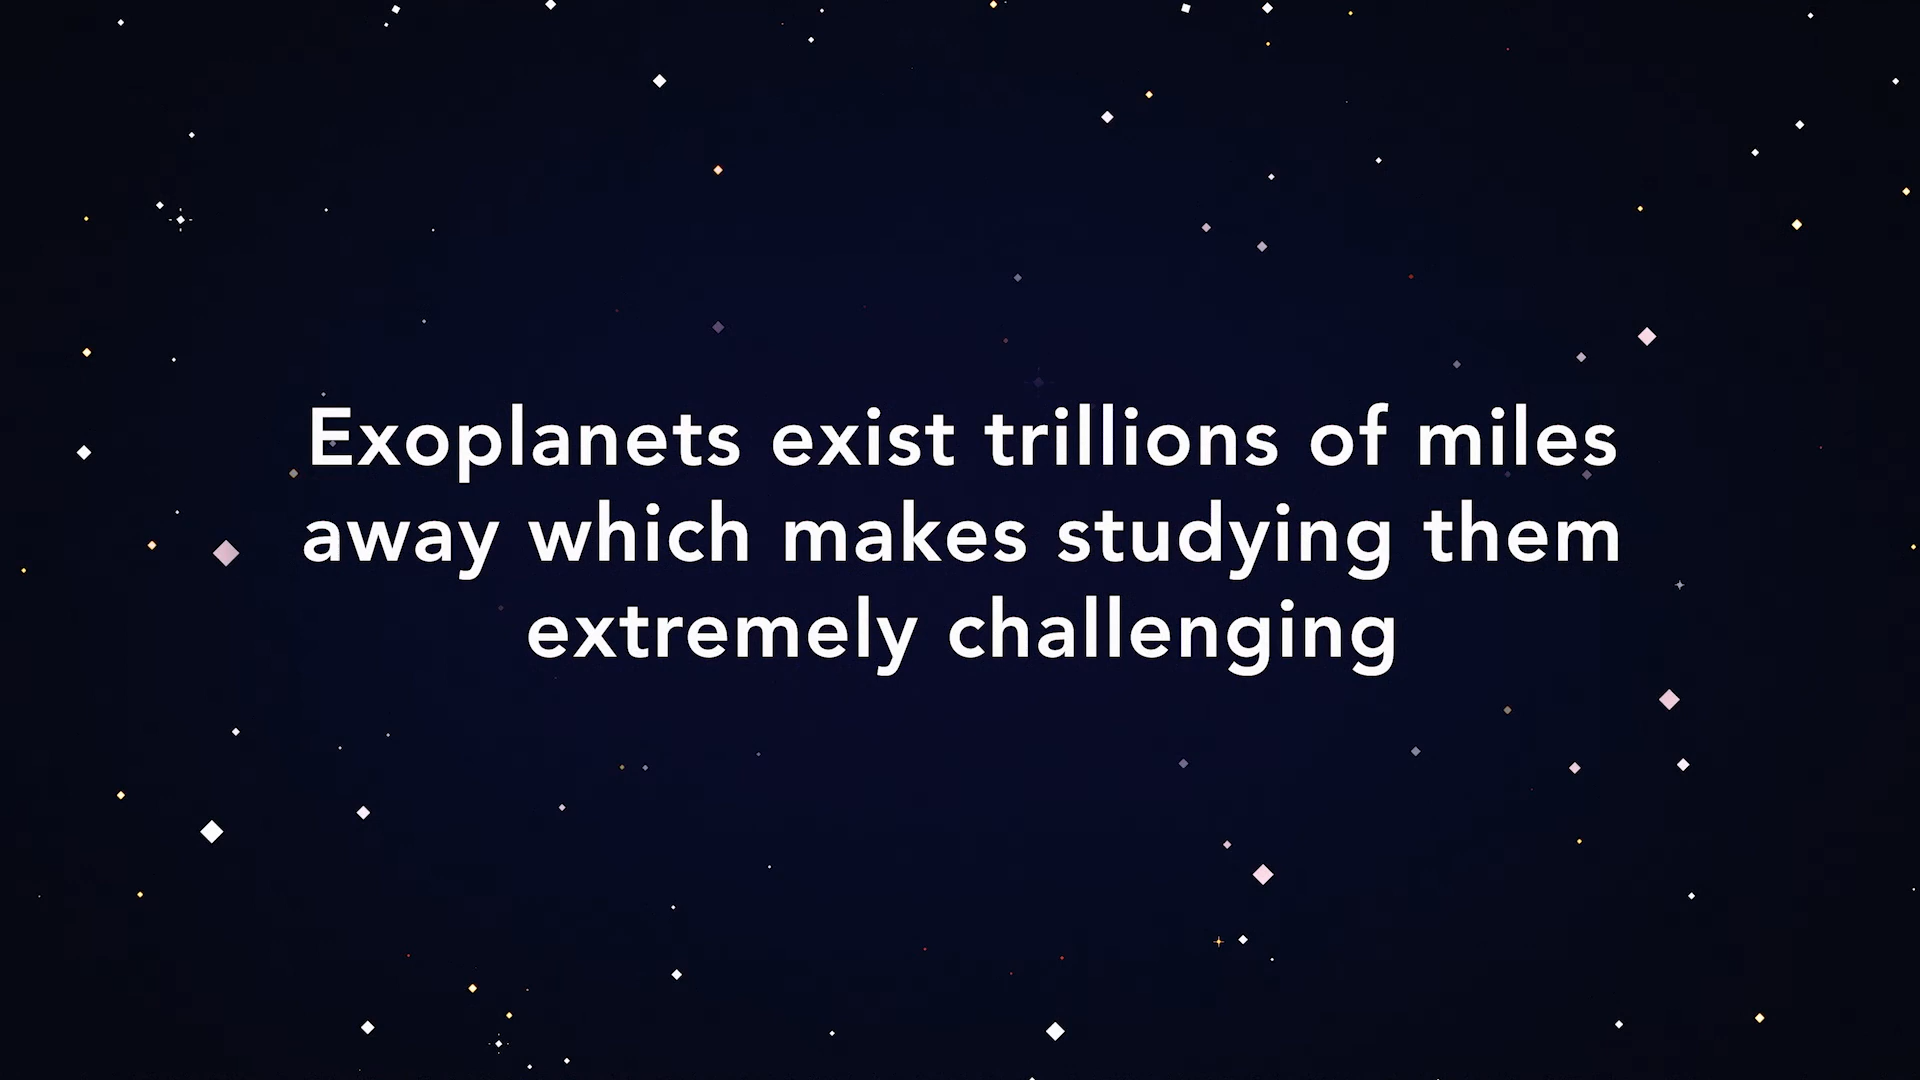 Exoplanets exist trillions of miles
away which makes studying them
extremely challenging